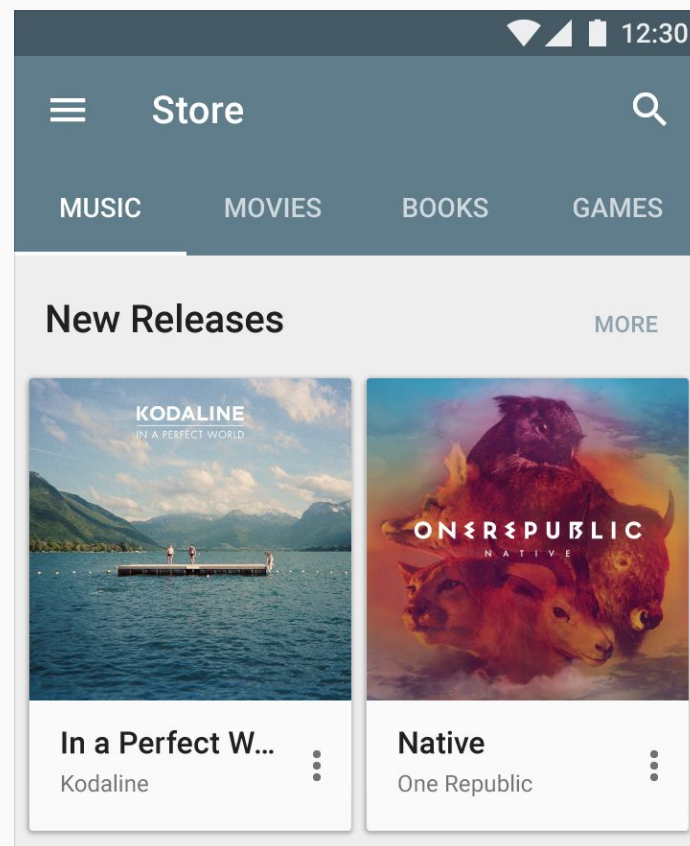 12:30
Store
MUSIC MOVIES BOOKS GAMES
New Releases MORE
KODALINE
IN A PERFECT WORLD
ONEREPUBLIC
NATIVE
In a Perfect W...
Kodaline
Native
One Republic